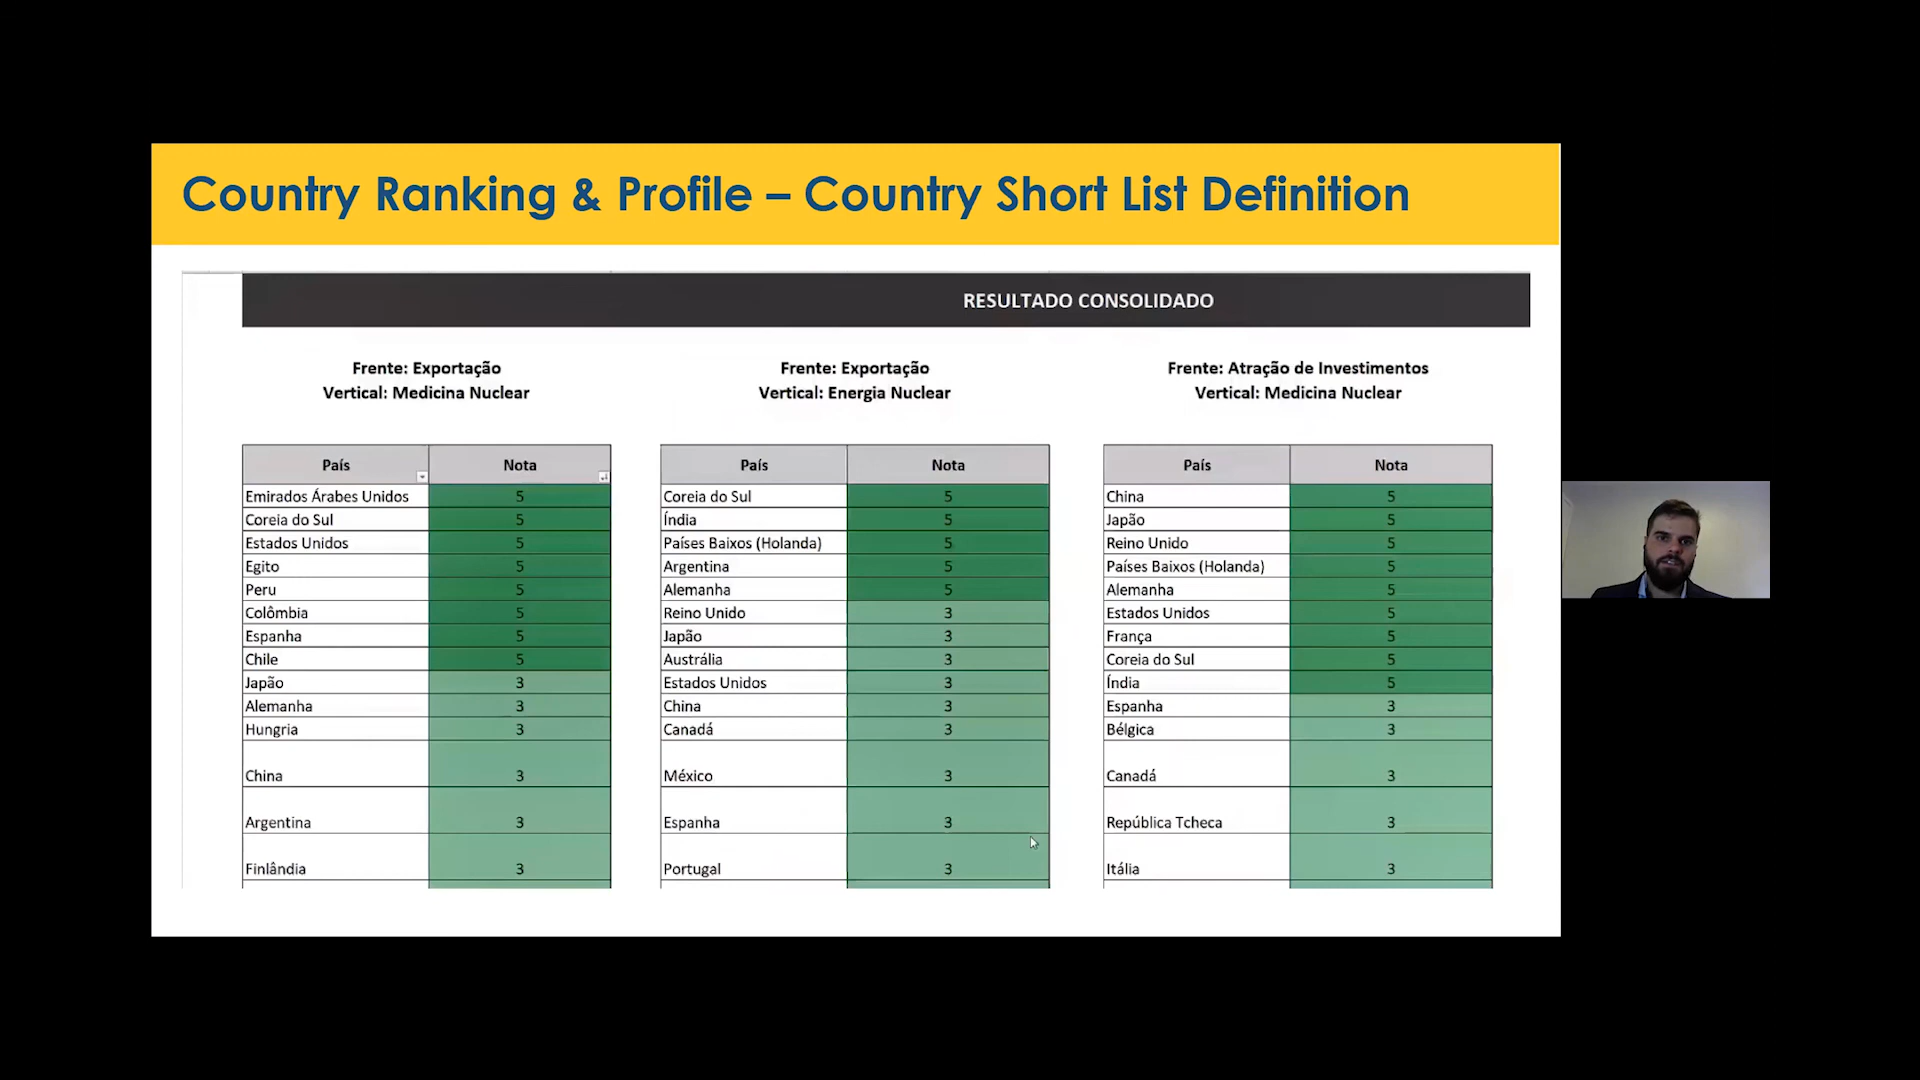 Country Ranking & Profile – Country Short List Definition
RESULTADO CONSOLIDADO
Frente: Exportação
Vertical: Medicina Nuclear
País Nota
Emirados Árabes Unidos 5
Coreia do Sul 5
Estados Unidos 5
Egito 5
Peru 5
Colômbia 5
Espanha 5
Chile 5
Japão 3
Alemanha 3
Hungria 3
China 3
Argentina 3
Finlândia 3
Frente: Exportação
Vertical: Energia Nuclear
País Nota
Coreia do Sul 5
Índia 5
Países Baixos (Holanda) 5
Argentina 5
Alemanha 5
Reino Unido 3
Japão 3
Austrália 3
Estados Unidos 3
China 3
Canadá 3
México 3
Espanha 3
Portugal 3
Frente: Atração de Investimentos
Vertical: Medicina Nuclear
País Nota
China 5
Japão 5
Reino Unido 5
Países Baixos (Holanda) 5
Alemanha 5
Estados Unidos 5
França 5
Coreia do Sul 5
Índia 5
Espanha 3
Bélgica 3
Canadá 3
República Tcheca 3
Itália 3